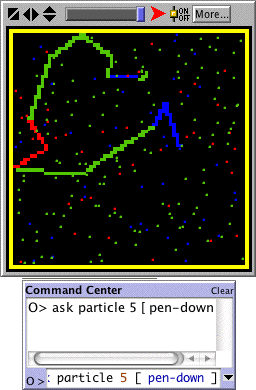 ON
OFF
More...
Command Center
Clear
O> ask particle 5 [ pen-down
O>
: particle 5 [ pen-down ]